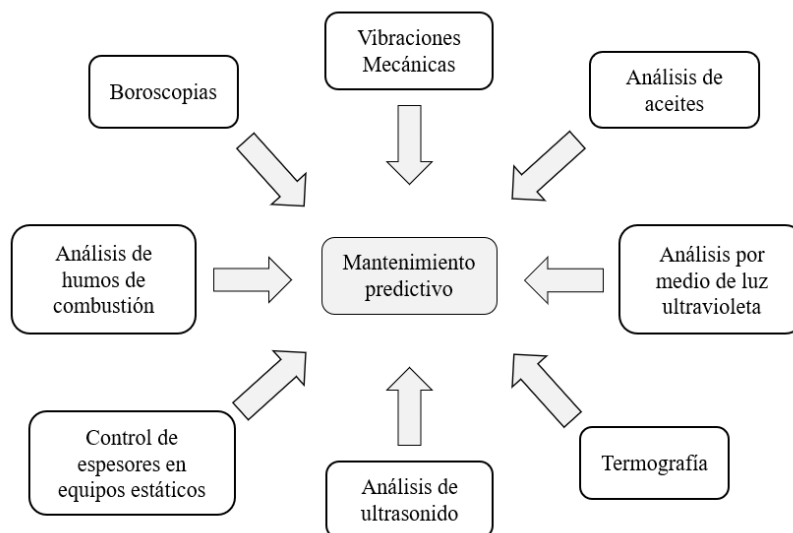 Vibraciones
Mecánicas
Boroscopias
Análisis de
aceites
Análisis de
humos de
combustión
Mantenimiento
predictivo
Análisis por
medio de luz
ultravioleta
Control de
espesores en
equipos estáticos
Análisis de
ultrasonido
Termografía